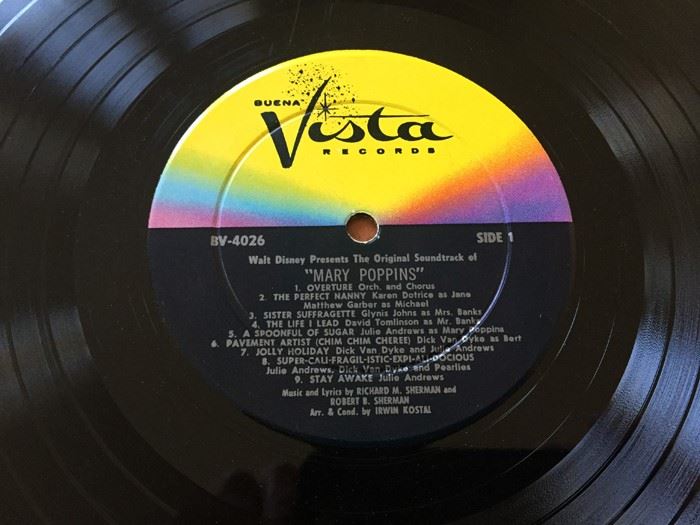 BUENA
Vista
RECORDS
BV-4026 SIDE 1
Walt Disney Presents The Original Soundtrack of
"MARY POPPINS"
1. OVERTURE Orch. and Chorus
2. THE PERFECT NANNY Karen Dotrice as Jane
Matthew Garber as Michael
3. SISTER SUFFRAGETTE Glynis Johns as Mrs. Banks
4. THE LIFE I LEAD David Tomlinson as Mr. Banks
5. A SPOONFUL OF SUGAR Julie Andrews as Mary Poppins
6. PAVEMENT ARTIST (CHIM CHIM CHEREE) Dick Van Dyke as Bert
7. JOLLY HOLIDAY Dick Van Dyke and Julie Andrews
8. SUPER-CALI-FRAGIL-ISTIC-EXPI-ALI-DOCIOUS
Julie Andrews, Dick Van Dyke and Pearlies
9. STAY AWAKE Julie Andrews
Music and Lyrics by RICHARD M. SHERMAN and
ROBERT B. SHERMAN
Arr. & Cond. by IRWIN KOSTAL